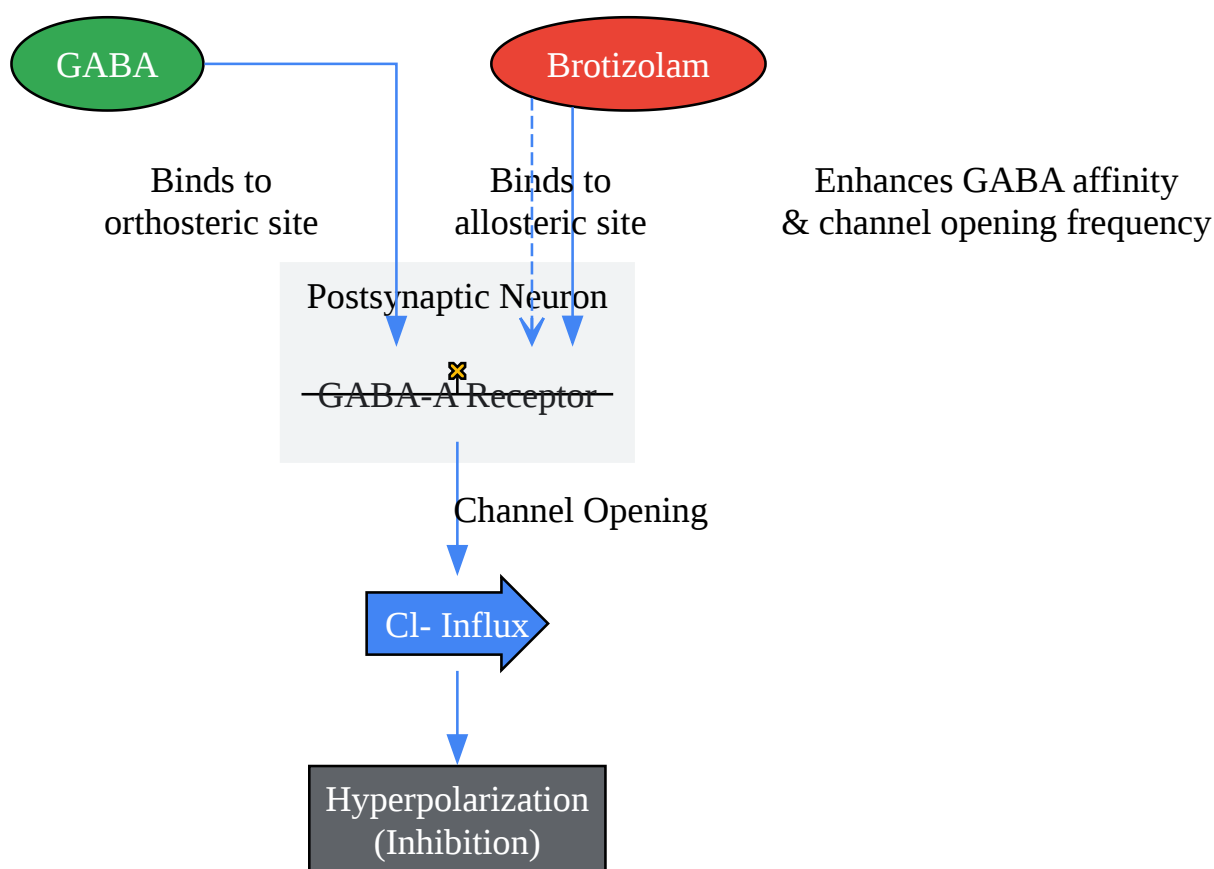 GABA
Brotizolam
Binds to
orthosteric site
Binds to
allosteric site
Enhances GABA affinity
& channel opening frequency
Postsynaptic Neuron
GABA-A Receptor
Channel Opening
Cl- Influx
Hyperpolarization
(Inhibition)